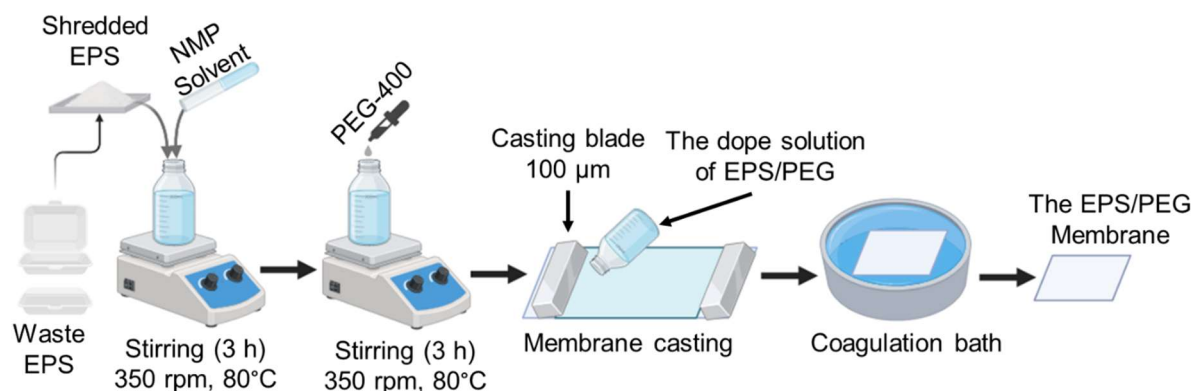 Shredded
EPS
NMP
Solvent
PEG-400
Casting blade
100 µm
The dope solution
of EPS/PEG
The EPS/PEG
Membrane
Waste
EPS
Stirring (3 h)
350 rpm, 80°C
Stirring (3 h)
350 rpm, 80°C
Membrane casting
Coagulation bath